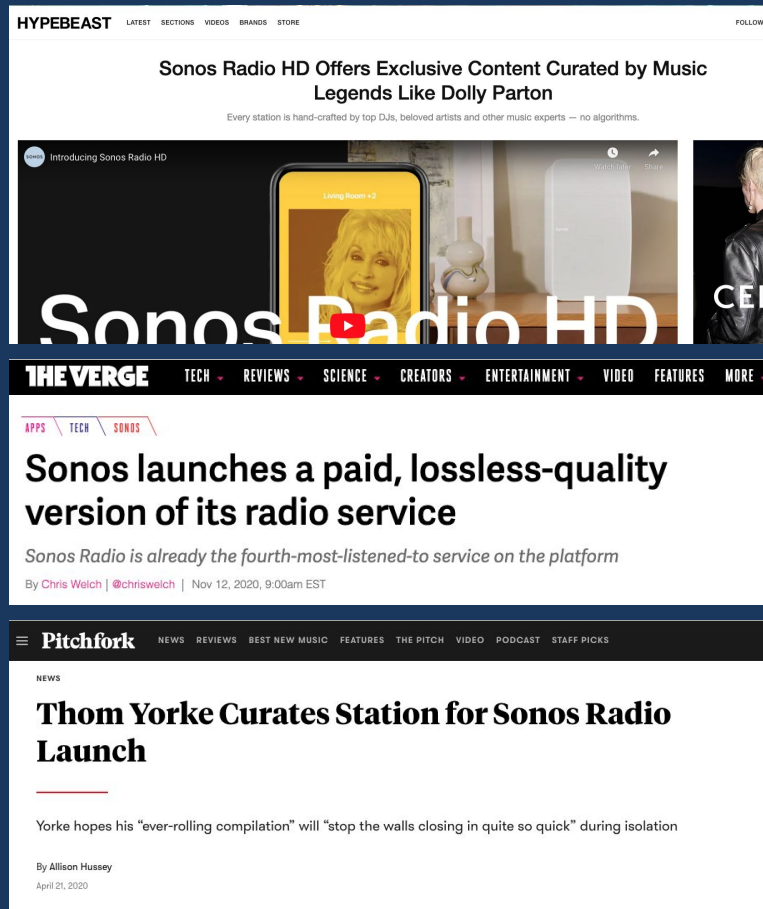 HYPEBEAST LATEST SECTIONS VIDEOS BRANDS STORE FOLLOW
Sonos Radio HD Offers Exclusive Content Curated by Music
Legends Like Dolly Parton
Every station is hand-crafted by top DJs, beloved artists and other music experts — no algorithms.
SONOS Introducing Sonos Radio HD
Watch later Share
Living Room +2
SONOS
Sonos Radio HD
THE VERGE TECH REVIEWS SCIENCE CREATORS ENTERTAINMENT VIDEO FEATURES MORE
APPS TECH SONOS
Sonos launches a paid, lossless-quality
version of its radio service
Sonos Radio is already the fourth-most-listened-to service on the platform
By Chris Welch | @chriswelch | Nov 12, 2020, 9:00am EST
Pitchfork NEWS REVIEWS BEST NEW MUSIC FEATURES THE PITCH VIDEO PODCAST STAFF PICKS
NEWS
Thom Yorke Curates Station for Sonos Radio
Launch
Yorke hopes his “ever-rolling compilation” will “stop the walls closing in quite so quick” during isolation
By Allison Hussey
April 21, 2020